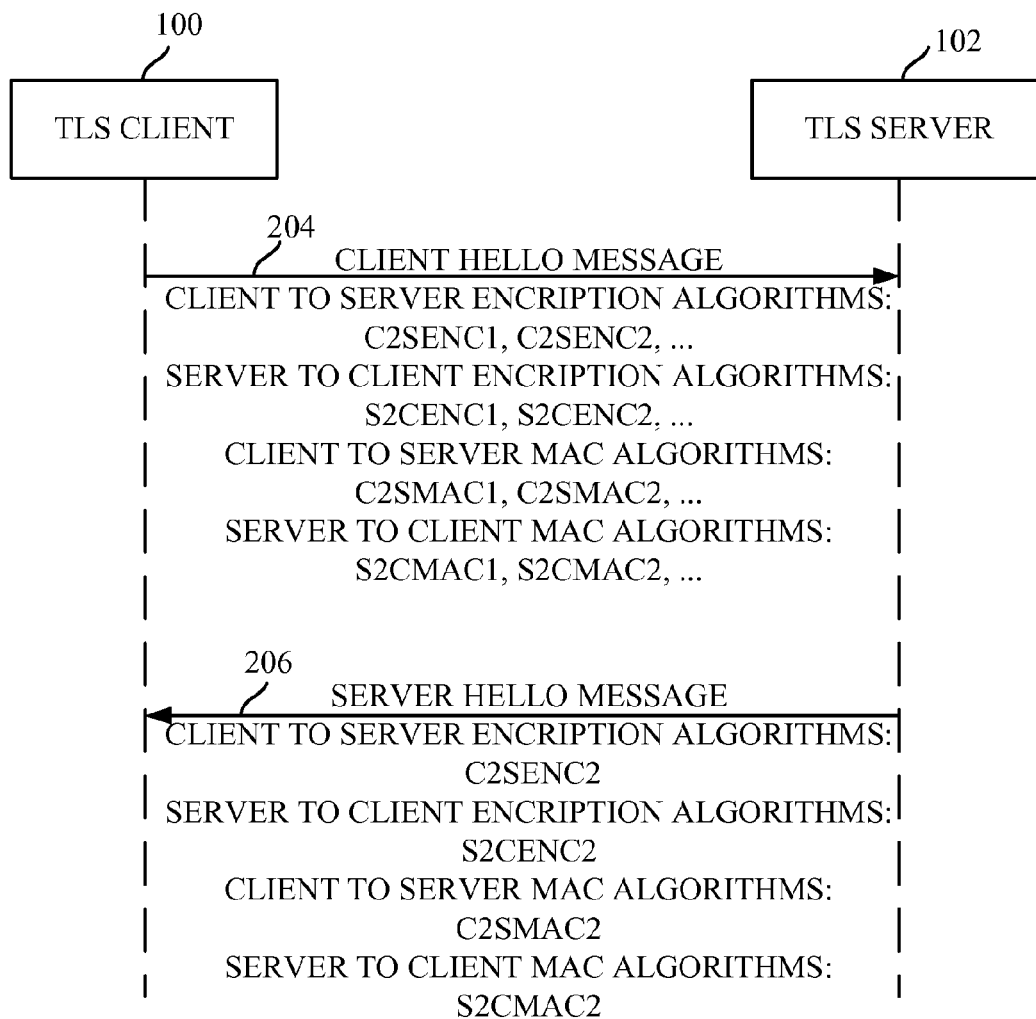 100
102
TLS CLIENT
TLS SERVER
204
CLIENT HELLO MESSAGE
CLIENT TO SERVER ENCRIPTION ALGORITHMS:
C2SENC1, C2SENC2, ...
SERVER TO CLIENT ENCRIPTION ALGORITHMS:
S2CENC1, S2CENC2, ...
CLIENT TO SERVER MAC ALGORITHMS:
C2SMAC1, C2SMAC2, ...
SERVER TO CLIENT MAC ALGORITHMS:
S2CMAC1, S2CMAC2, ...
206
SERVER HELLO MESSAGE
CLIENT TO SERVER ENCRIPTION ALGORITHMS:
C2SENC2
SERVER TO CLIENT ENCRIPTION ALGORITHMS:
S2CENC2
CLIENT TO SERVER MAC ALGORITHMS:
C2SMAC2
SERVER TO CLIENT MAC ALGORITHMS:
S2CMAC2